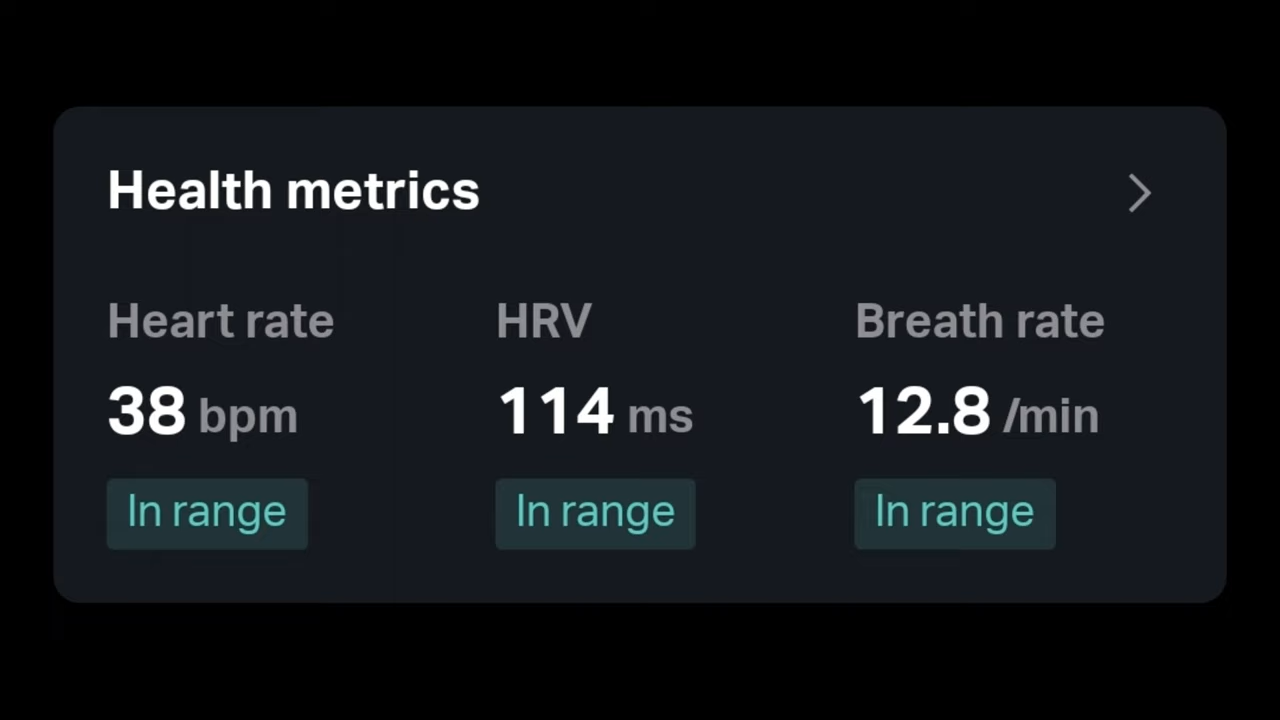 Health metrics
Heart rate HRV Breath rate
38 bpm 114 ms 12.8 /min
In range In range In range